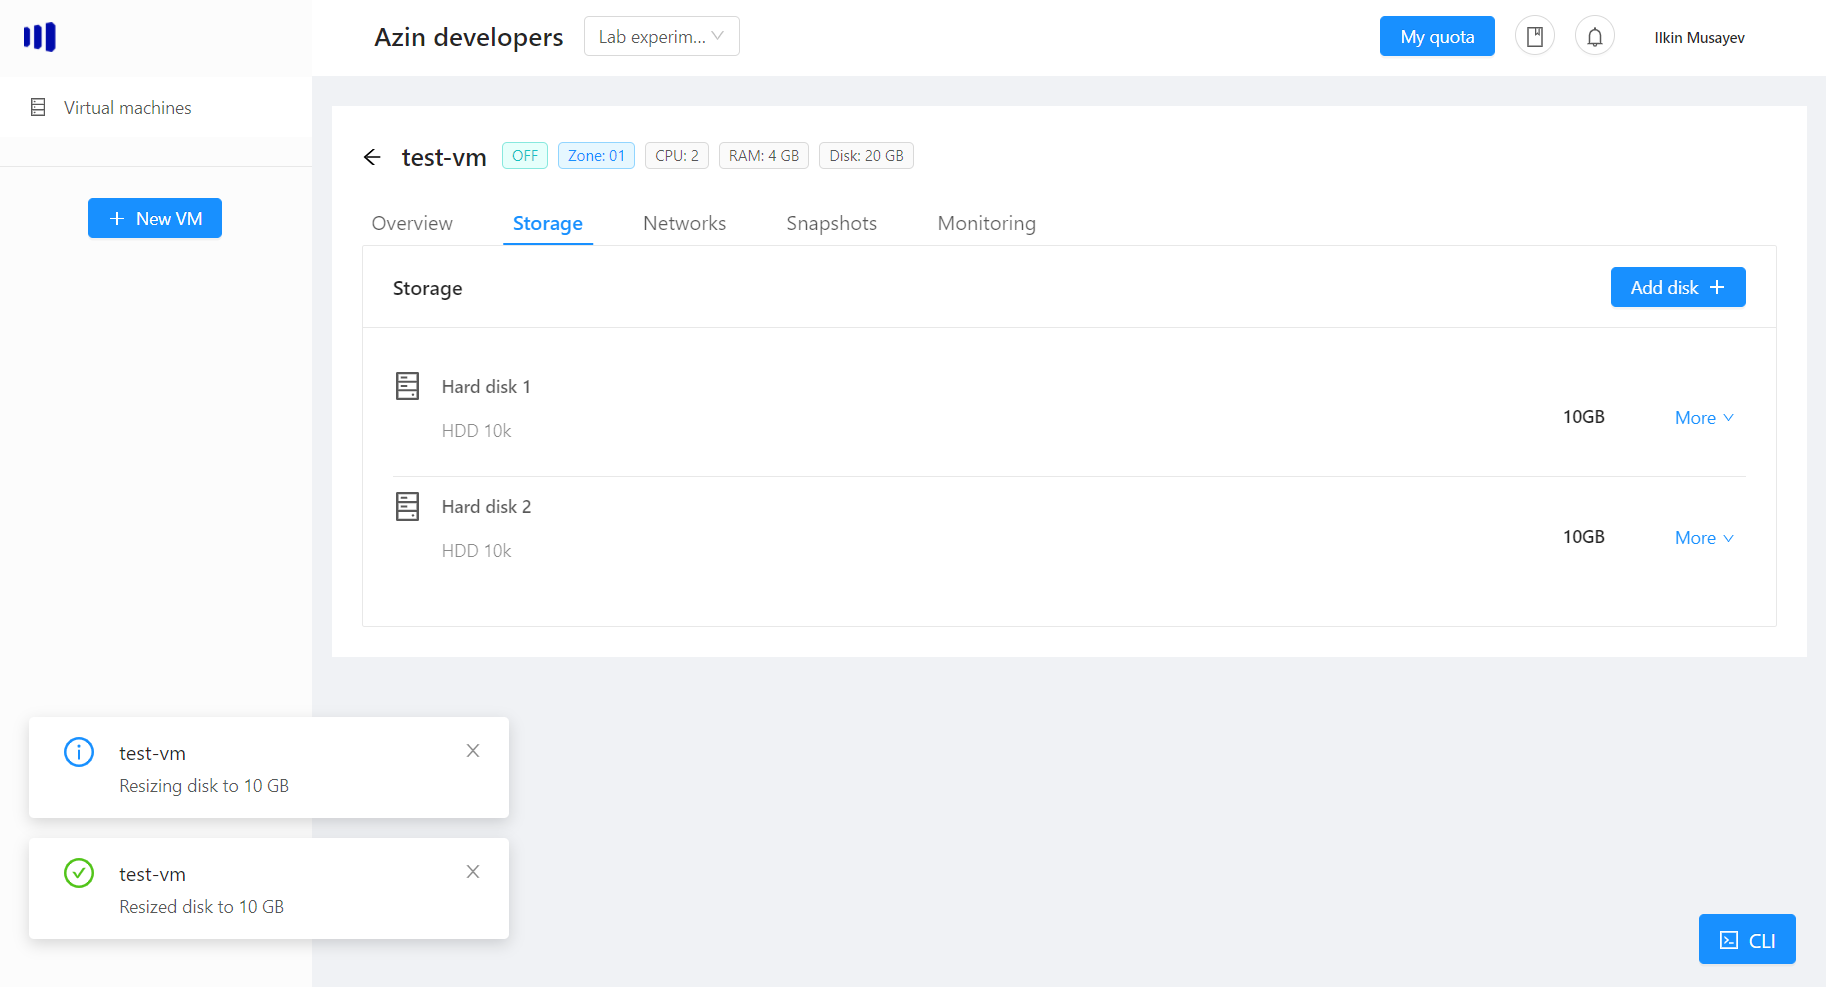 Azin developers
Lab experim...
My quota
Ilkin Musayev
Virtual machines
New VM
test-vm
OFF
Zone: 01
CPU: 2
RAM: 4 GB
Disk: 20 GB
Overview
Storage
Networks
Snapshots
Monitoring
Storage
Add disk
Hard disk 1
HDD 10k
10GB
More
Hard disk 2
HDD 10k
10GB
More
test-vm
Resizing disk to 10 GB
test-vm
Resized disk to 10 GB
CLI